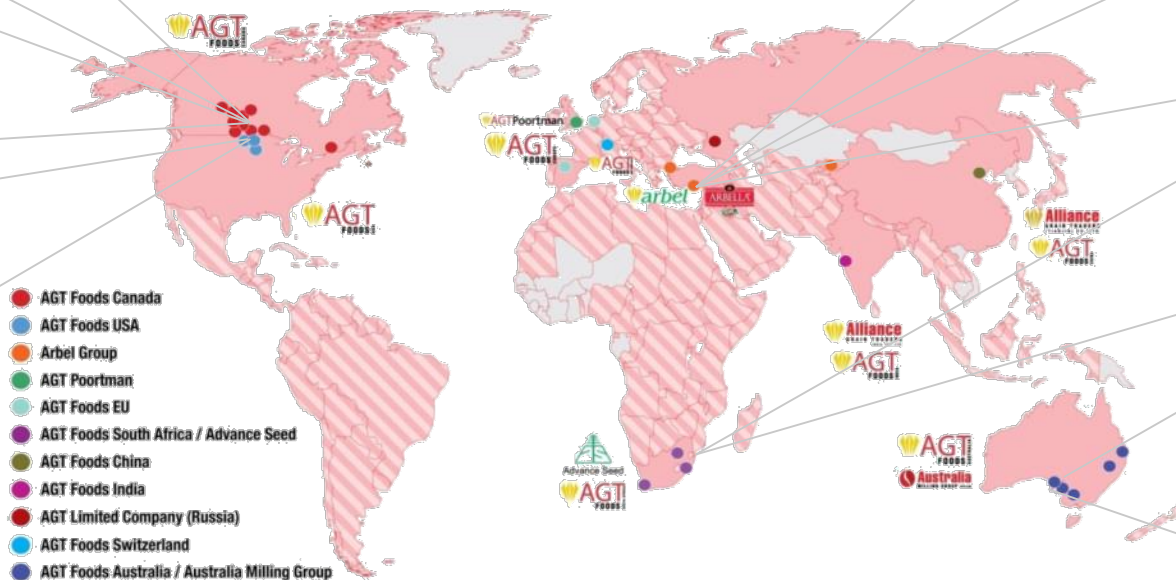 AGT
FOODS
AGTPoortman
AGT
FOODS
AGT
FOODS
arbel
ARBELLA
AGT
FOODS
Alliance
GRAIN TRADERS
AGT
FOODS
Alliance
GRAIN TRADERS
AGT
FOODS
Advance Seed
AGT
FOODS
AGT
FOODS
Australia
MILLING GROUP
AGT Foods Canada
AGT Foods USA
Arbel Group
AGT Poortman
AGT Foods EU
AGT Foods South Africa / Advance Seed
AGT Foods China
AGT Foods India
AGT Limited Company (Russia)
AGT Foods Switzerland
AGT Foods Australia / Australia Milling Group